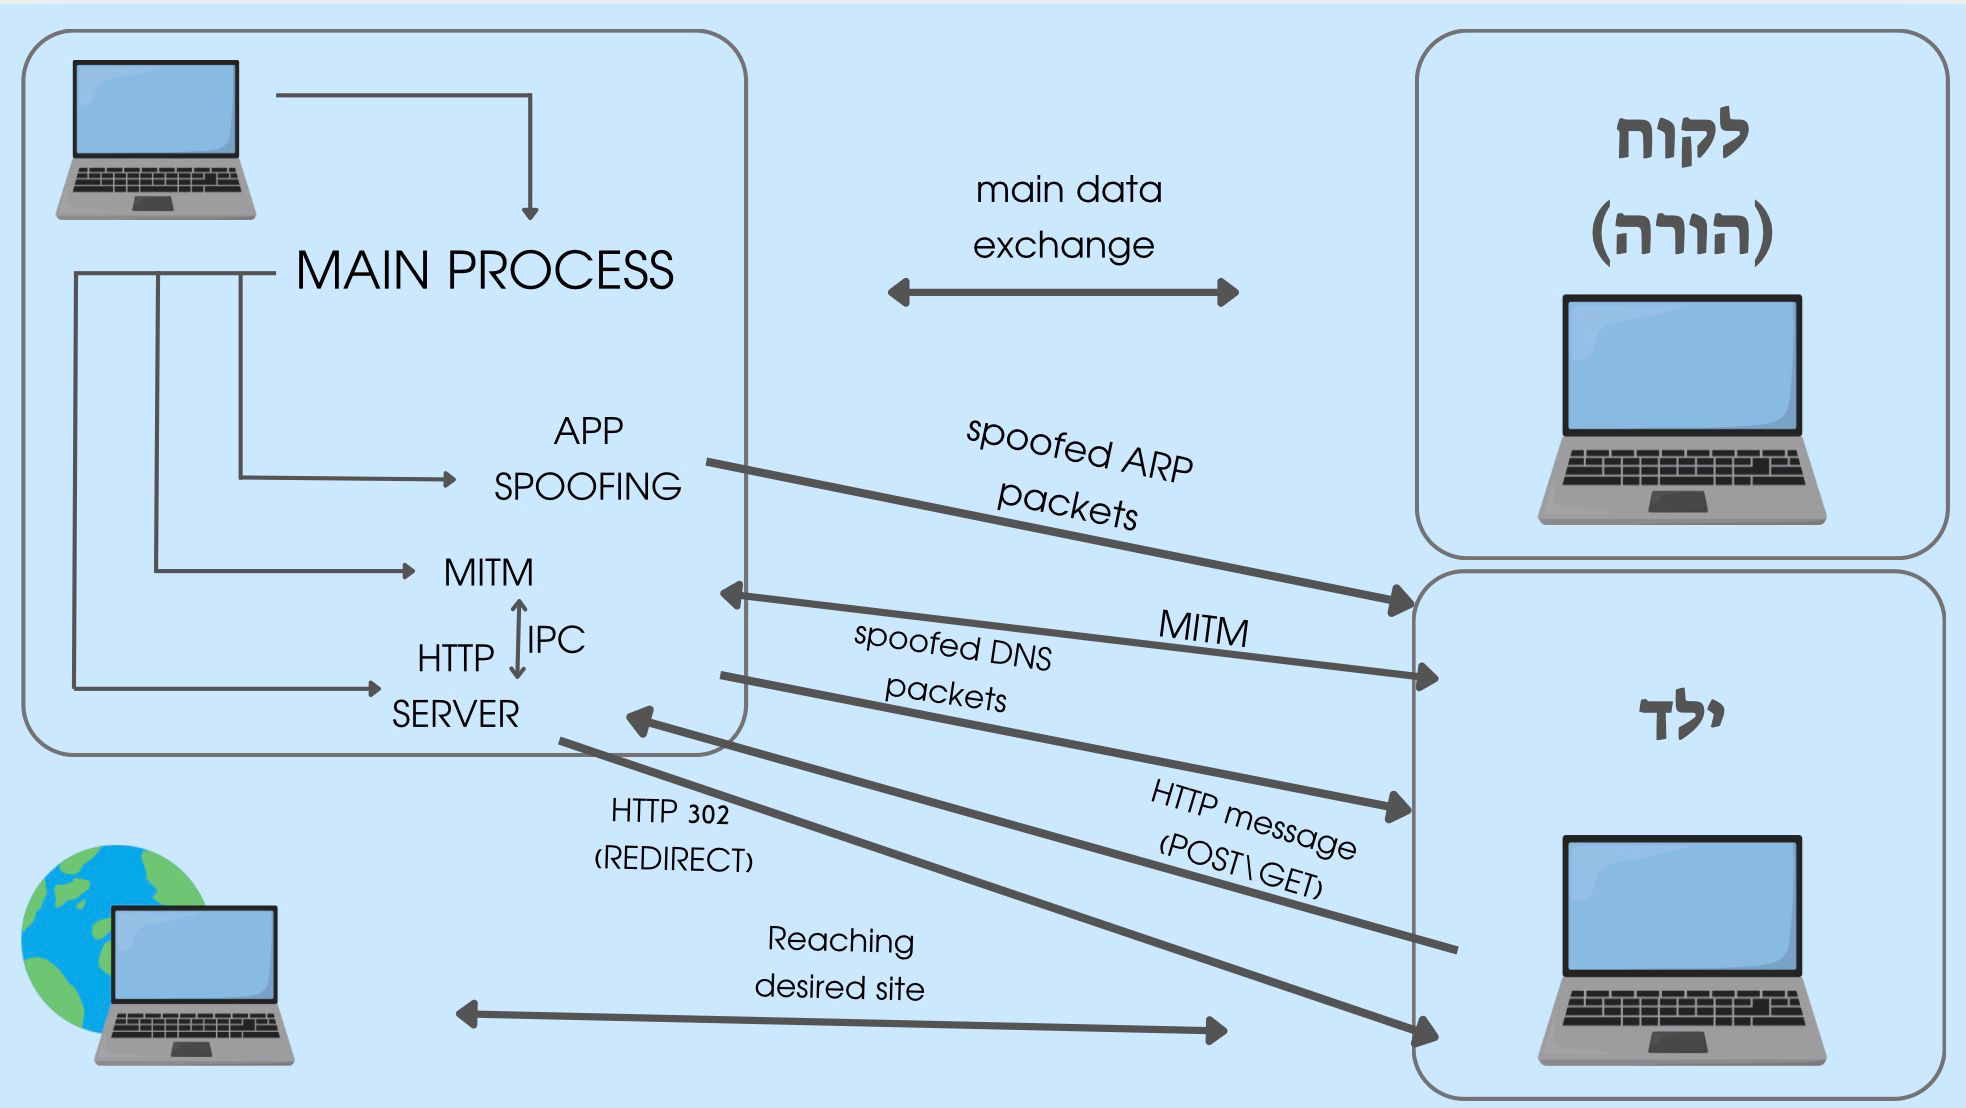 MAIN PROCESS
APP
SPOOFING
MITM
IPC
HTTP
SERVER
main data
exchange
spoofed ARP
packets
MITM
spoofed DNS
packets
HTTP message
(POST\GET)
HTTP 302
(REDIRECT)
Reaching
desired site
לקוח
(הורה)
ילד